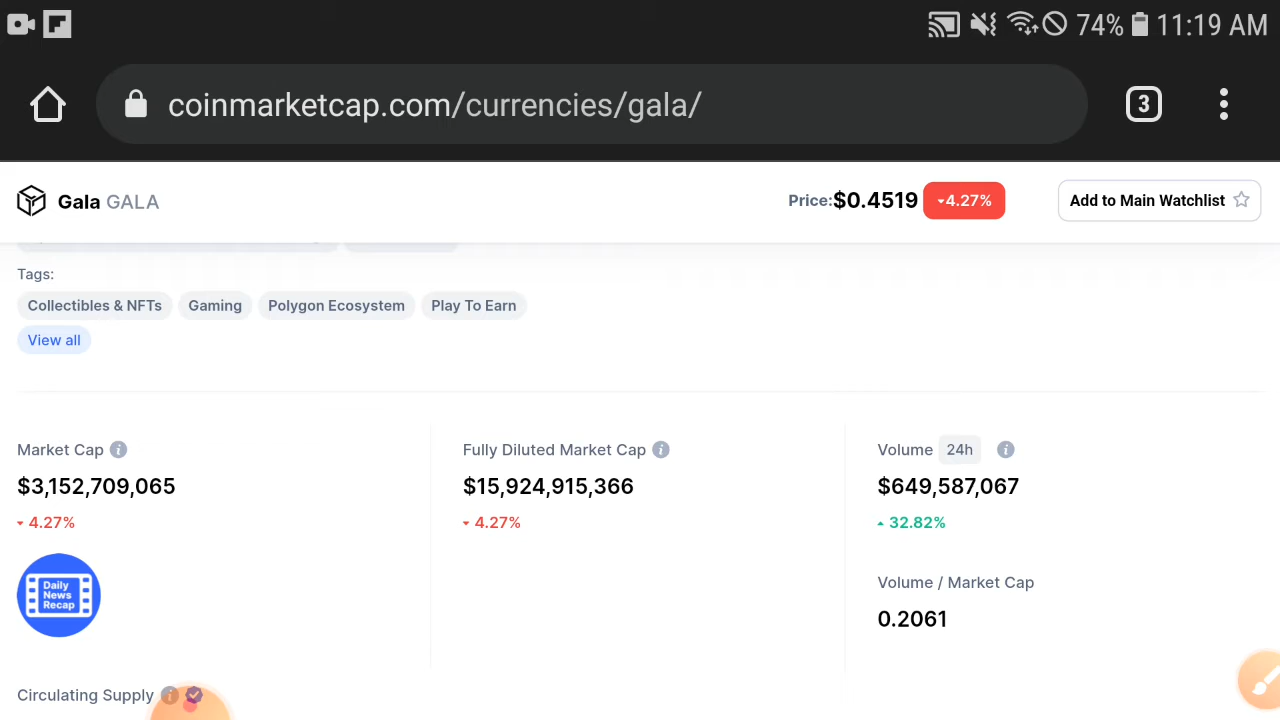 74% 11:19 AM
coinmarketcap.com/currencies/gala/
3
Gala GALA
Price:$0.4519 4.27%
Add to Main Watchlist
Tags:
Collectibles & NFTs Gaming Polygon Ecosystem Play To Earn
View all
Market Cap
$3,152,709,065
4.27%
Fully Diluted Market Cap
$15,924,915,366
4.27%
Volume 24h
$649,587,067
32.82%
Volume / Market Cap
0.2061
Daily
News
Recap
Circulating Supply